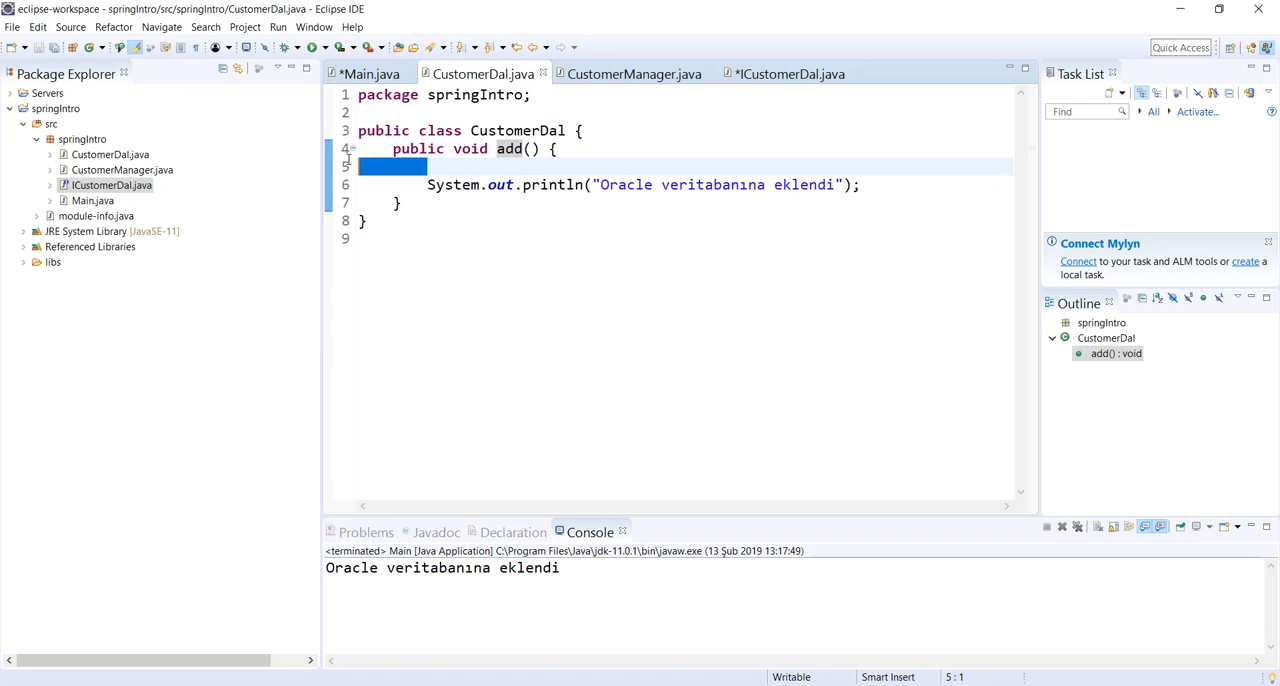 eclipse-workspace - springIntro/src/springIntro/CustomerDal.java - Eclipse IDE
File Edit Source Refactor Navigate Search Project Run Window Help
Quick Access
Package Explorer
Servers
springIntro
src
springIntro
CustomerDal.java
CustomerManager.java
ICustomerDal.java
Main.java
module-info.java
JRE System Library [JavaSE-11]
Referenced Libraries
libs
*Main.java CustomerDal.java CustomerManager.java *ICustomerDal.java
1 package springIntro;
2
3 public class CustomerDal {
4 public void add() {
5
6 System.out.println("Oracle veritabanına eklendi");
7 }
8 }
9
Task List
Find All Activate...
Connect Mylyn
Connect to your task and ALM tools or create a
local task.
Outline
springIntro
CustomerDal
add() : void
Problems Javadoc Declaration Console
<terminated> Main [Java Application] C:\Program Files\Java\jdk-11.0.1\bin\javaw.exe (13 Şub 2019 13:17:49)
Oracle veritabanına eklendi
Writable Smart Insert 5 : 1